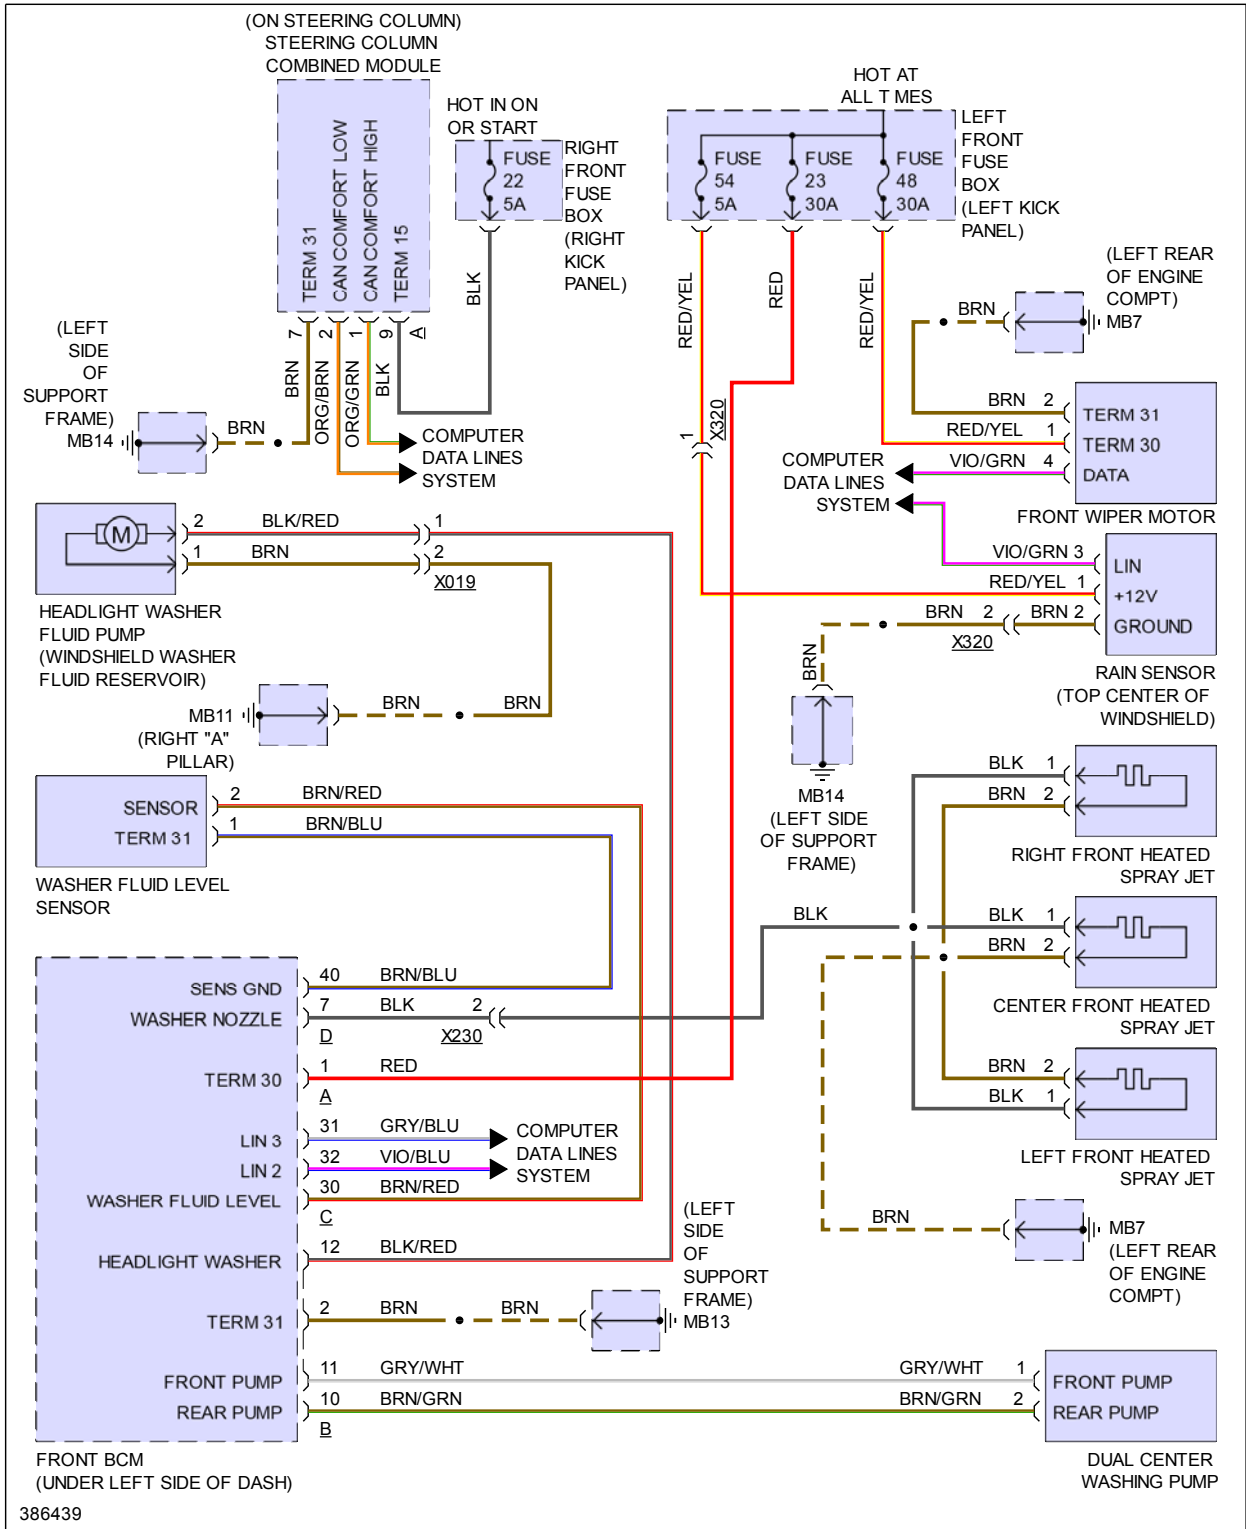 (ON STEERING COLUMN)
STEERING COLUMN
COMBINED MODULE
TERM 31
CAN COMFORT LOW
CAN COMFORT HIGH
TERM 15
7
2
1
9
A
BRN
ORG/BRN
ORG/GRN
BLK
HOT IN ON
OR START
FUSE
22
5A
RIGHT
FRONT
FUSE
BOX
(RIGHT
KICK
PANEL)
BLK
HOT AT
ALL T MES
FUSE
54
5A
FUSE
23
30A
FUSE
48
30A
LEFT
FRONT
FUSE
BOX
(LEFT KICK
PANEL)
RED/YEL
RED
RED/YEL
1
X320
(LEFT REAR
OF ENGINE
COMPT)
MB7
BRN
(LEFT
SIDE
OF
SUPPORT
FRAME)
MB14
BRN
COMPUTER
DATA LINES
SYSTEM
BRN 2
RED/YEL 1
VIO/GRN 4
TERM 31
TERM 30
DATA
FRONT WIPER MOTOR
COMPUTER
DATA LINES
SYSTEM
VIO/GRN 3
RED/YEL 1
BRN 2
BRN 2
X320
LIN
+12V
GROUND
RAIN SENSOR
(TOP CENTER OF
WINDSHIELD)
BRN
MB14
(LEFT SIDE
OF SUPPORT
FRAME)
M
2 BLK/RED 1
1 BRN 2
X019
HEADLIGHT WASHER
FLUID PUMP
(WINDSHIELD WASHER
FLUID RESERVOIR)
MB11
(RIGHT "A"
PILLAR)
BRN BRN
SENSOR
TERM 31
2 BRN/RED
1 BRN/BLU
WASHER FLUID LEVEL
SENSOR
BLK 1
BRN 2
RIGHT FRONT HEATED
SPRAY JET
BLK
BLK 1
BRN 2
CENTER FRONT HEATED
SPRAY JET
BRN 2
BLK 1
LEFT FRONT HEATED
SPRAY JET
BRN
MB7
(LEFT REAR
OF ENGINE
COMPT)
SENS GND 40 BRN/BLU
WASHER NOZZLE 7 BLK 2
D X230
TERM 30 1 RED
A
LIN 3 31 GRY/BLU
LIN 2 32 VIO/BLU
COMPUTER
DATA LINES
SYSTEM
WASHER FLUID LEVEL 30 BRN/RED
C
HEADLIGHT WASHER 12 BLK/RED
TERM 31 2 BRN BRN
(LEFT
SIDE
OF
SUPPORT
FRAME)
MB13
FRONT PUMP 11 GRY/WHT
REAR PUMP 10 BRN/GRN
B
GRY/WHT 1 FRONT PUMP
BRN/GRN 2 REAR PUMP
FRONT BCM
(UNDER LEFT SIDE OF DASH)
DUAL CENTER
WASHING PUMP
386439